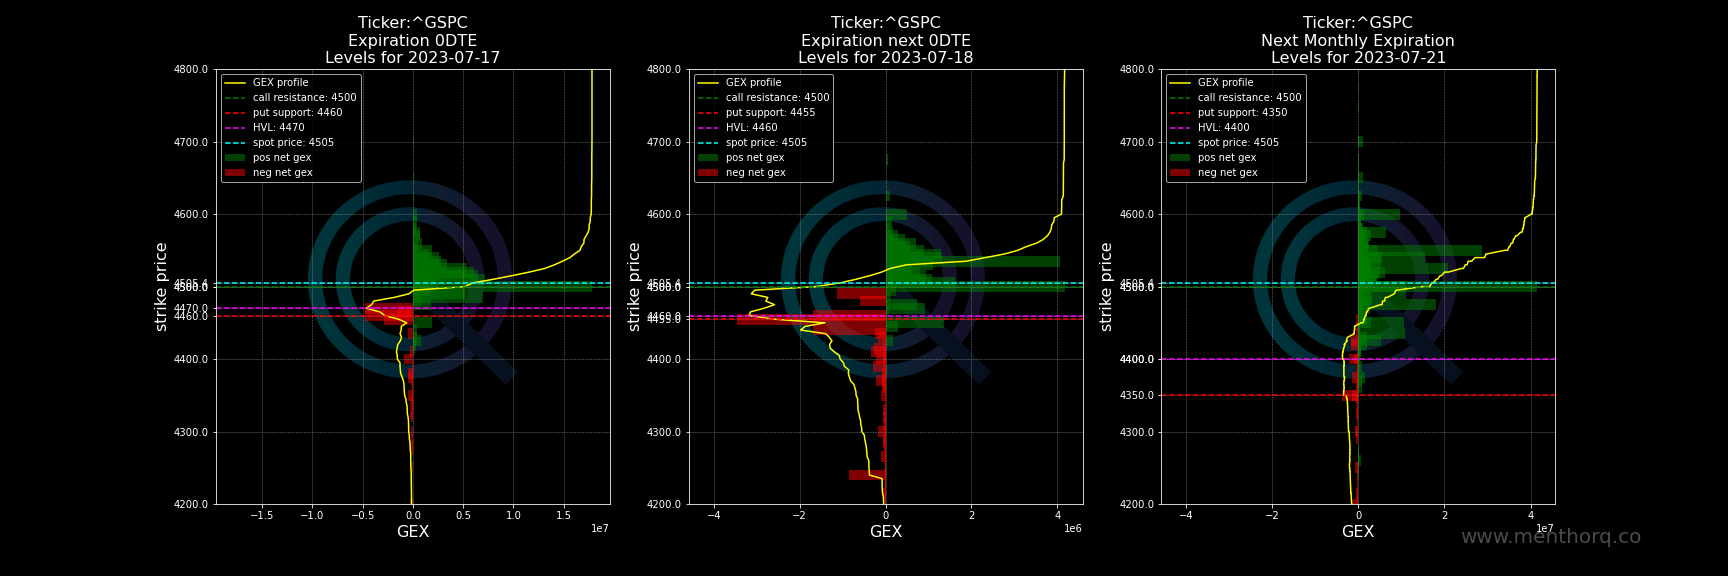 Ticker:^GSPC
Expiration 0DTE
Levels for 2023-07-17
4800.0
4700.0
4600.0
4505.0
4500.0
4470.0
4460.0
4400.0
4300.0
4200.0
strike price
GEX profile
call resistance: 4500
put support: 4460
HVL: 4470
spot price: 4505
pos net gex
neg net gex
−1.5 −1.0 −0.5 0.0 0.5 1.0 1.5
1e7
GEX
Ticker:^GSPC
Expiration next 0DTE
Levels for 2023-07-18
4800.0
4700.0
4600.0
4505.0
4500.0
4460.0
4455.0
4400.0
4300.0
4200.0
strike price
GEX profile
call resistance: 4500
put support: 4455
HVL: 4460
spot price: 4505
pos net gex
neg net gex
−4 −2 0 2 4
1e6
GEX
Ticker:^GSPC
Next Monthly Expiration
Levels for 2023-07-21
4800.0
4700.0
4600.0
4505.0
4500.0
4400.0
4350.0
4300.0
4200.0
strike price
GEX profile
call resistance: 4500
put support: 4350
HVL: 4400
spot price: 4505
pos net gex
neg net gex
−4 −2 0 2 4
1e7
GEX
www.menthorq.co